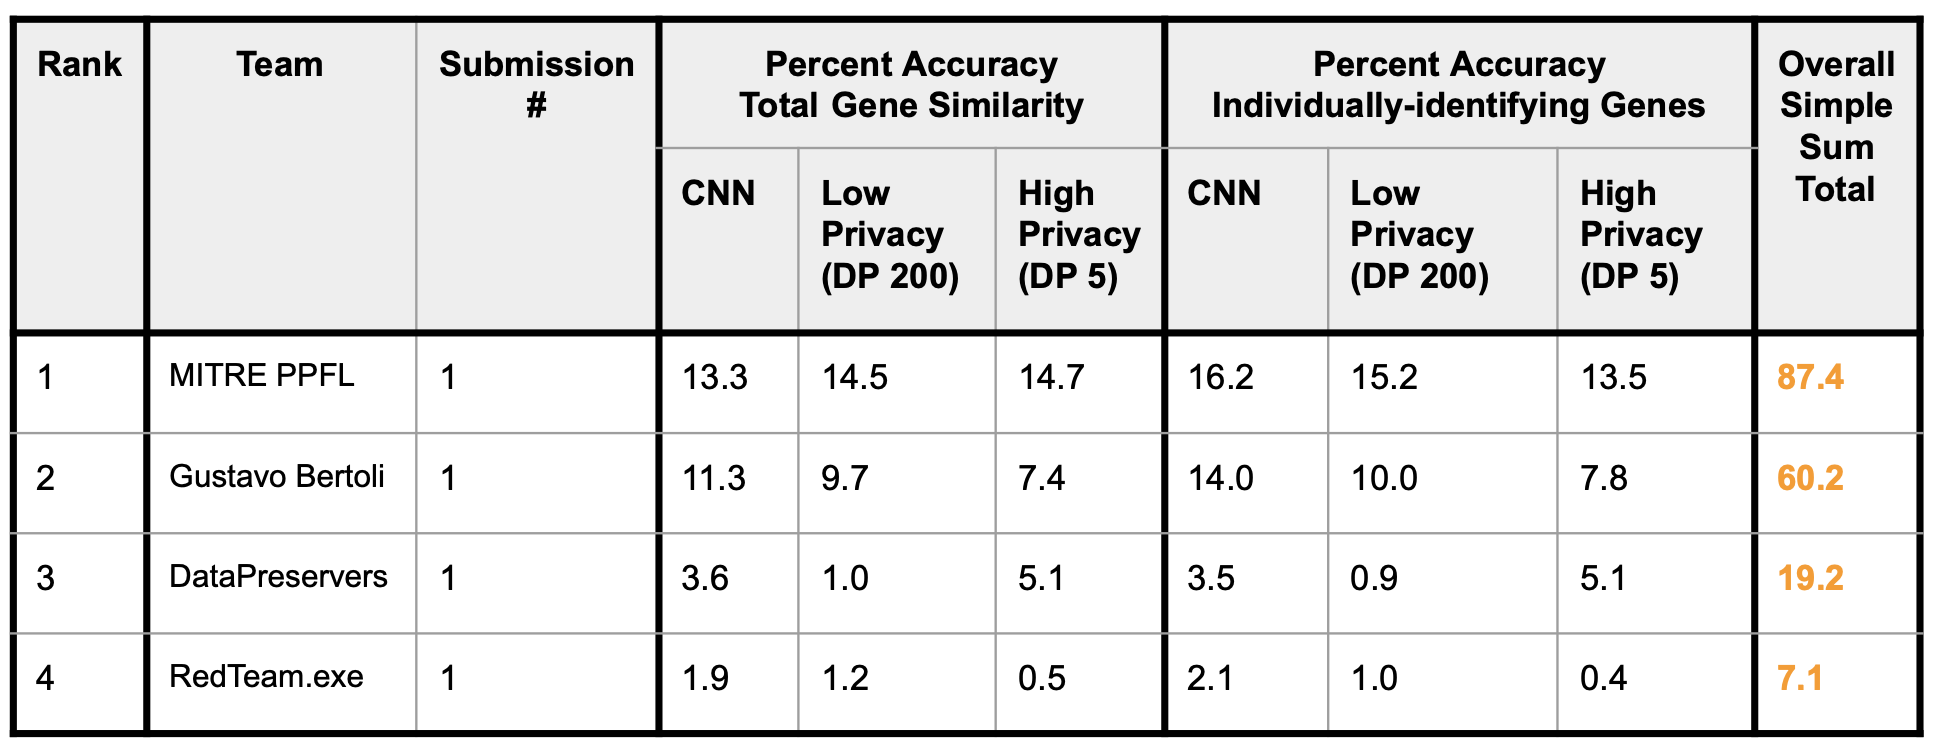 Rank Team Submission # Percent Accuracy Total Gene Similarity Percent Accuracy Individually-identifying Genes Overall Simple Sum Total
CNN Low Privacy (DP 200) High Privacy (DP 5) CNN Low Privacy (DP 200) High Privacy (DP 5)
1 MITRE PPFL 1 13.3 14.5 14.7 16.2 15.2 13.5 87.4
2 Gustavo Bertoli 1 11.3 9.7 7.4 14.0 10.0 7.8 60.2
3 DataPreservers 1 3.6 1.0 5.1 3.5 0.9 5.1 19.2
4 RedTeam.exe 1 1.9 1.2 0.5 2.1 1.0 0.4 7.1